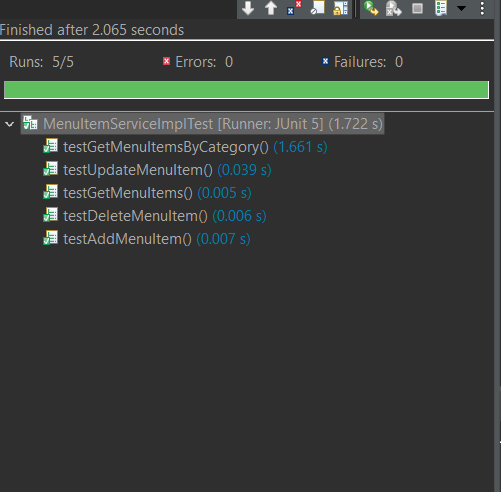 Finished after 2.065 seconds
Runs: 5/5 Errors: 0 Failures: 0
MenuItemServiceImplTest [Runner: JUnit 5] (1.722 s)
testGetMenuItemsByCategory() (1.661 s)
testUpdateMenuItem() (0.039 s)
testGetMenuItems() (0.005 s)
testDeleteMenuItem() (0.006 s)
testAddMenuItem() (0.007 s)